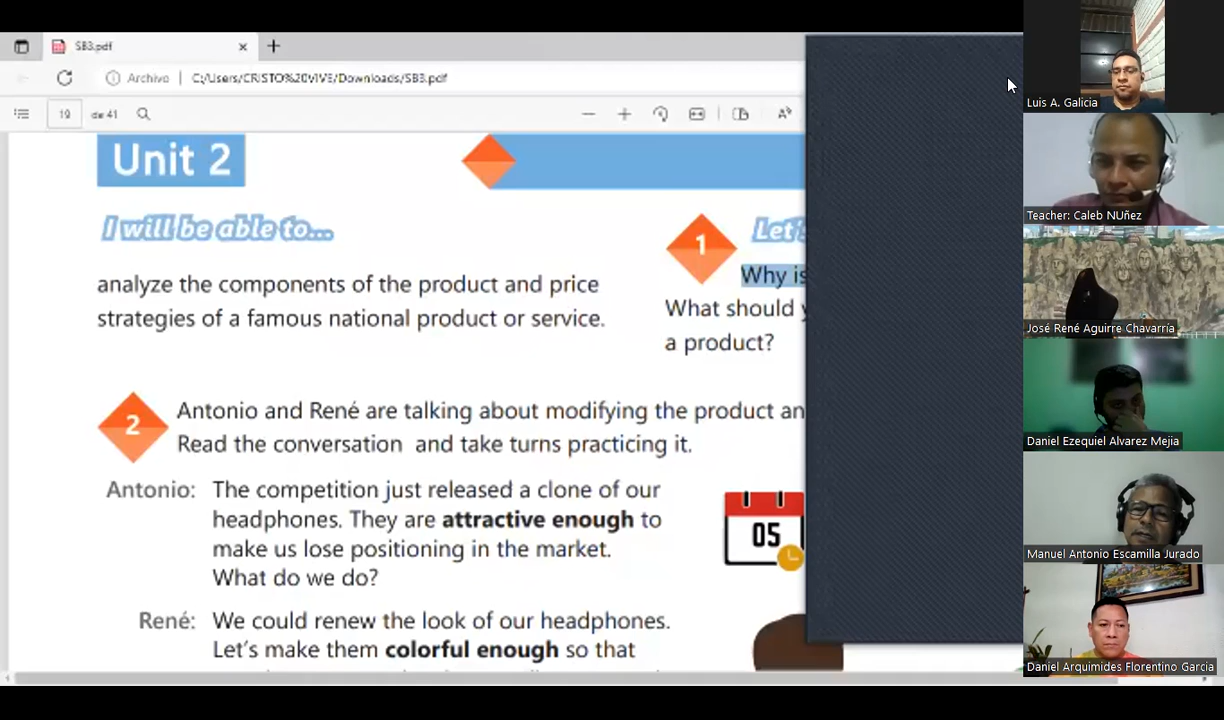 SB3.pdf
Archivo C:/Users/CRISTO%20VIVE/Downloads/SB3.pdf
19 de 41
Unit 2
I will be able to...
analyze the components of the product and price
strategies of a famous national product or service.
1
Let'
Why is
What should y
a product?
2
Antonio and René are talking about modifying the product an
Read the conversation and take turns practicing it.
Antonio: The competition just released a clone of our
headphones. They are attractive enough to
make us lose positioning in the market.
What do we do?
05
René: We could renew the look of our headphones.
Let's make them colorful enough so that
Luis A. Galicia
Teacher: Caleb NUñez
José René Aguirre Chavarría
Daniel Ezequiel Alvarez Mejia
Manuel Antonio Escamilla Jurado
Daniel Arquimides Florentino Garcia